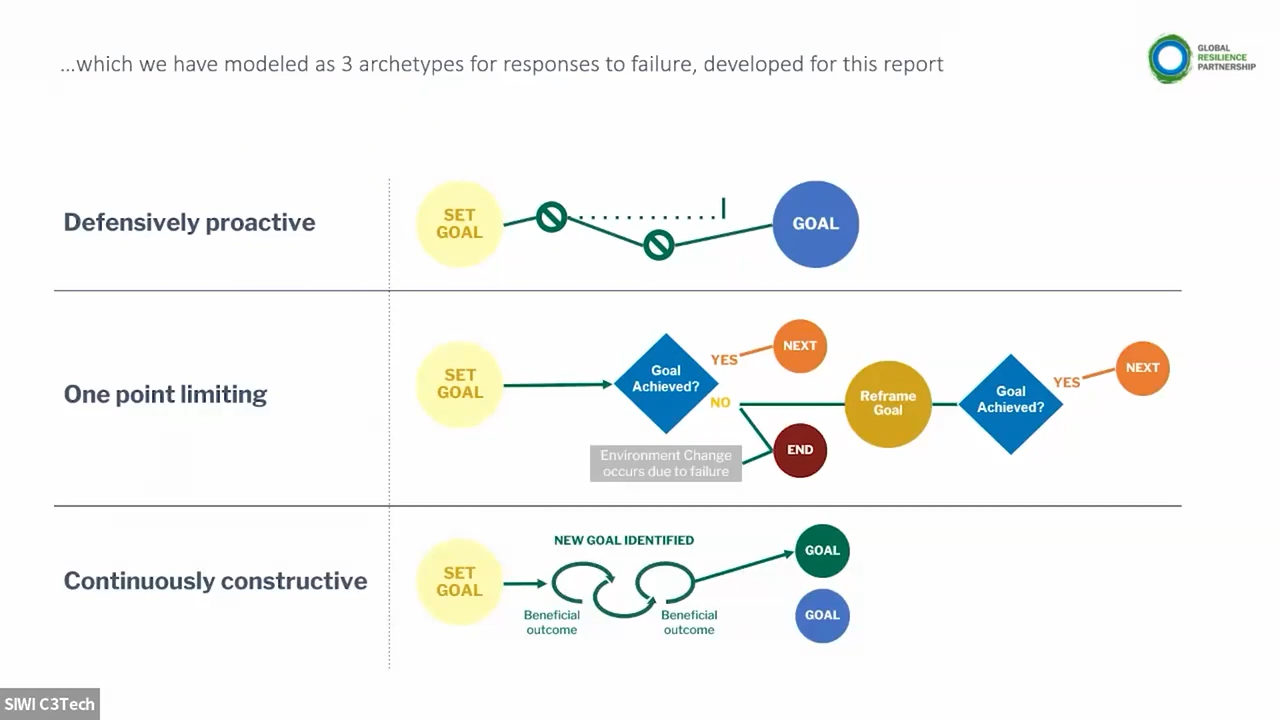 ...which we have modeled as 3 archetypes for responses to failure, developed for this report
GLOBAL
RESILIENCE
PARTNERSHIP
Defensively proactive
SET
GOAL
GOAL
One point limiting
SET
GOAL
Goal
Achieved?
YES
NEXT
NO
Environment Change
occurs due to failure
END
Reframe
Goal
Goal
Achieved?
YES
NEXT
Continuously constructive
SET
GOAL
NEW GOAL IDENTIFIED
Beneficial
outcome
Beneficial
outcome
GOAL
GOAL
SIWI C3Tech